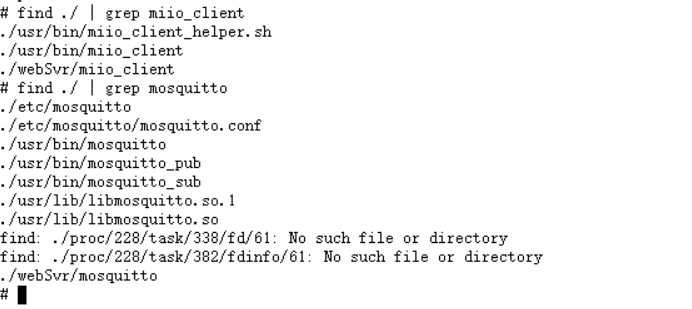 # find ./ | grep miio_client
./usr/bin/miio_client_helper.sh
./usr/bin/miio_client
./webSvr/miio_client
# find ./ | grep mosquitto
./etc/mosquitto
./etc/mosquitto/mosquitto.conf
./usr/bin/mosquitto
./usr/bin/mosquitto_pub
./usr/bin/mosquitto_sub
./usr/lib/libmosquitto.so.1
./usr/lib/libmosquitto.so
find: ./proc/228/task/338/fd/61: No such file or directory
find: ./proc/228/task/382/fdinfo/61: No such file or directory
./webSvr/mosquitto
#